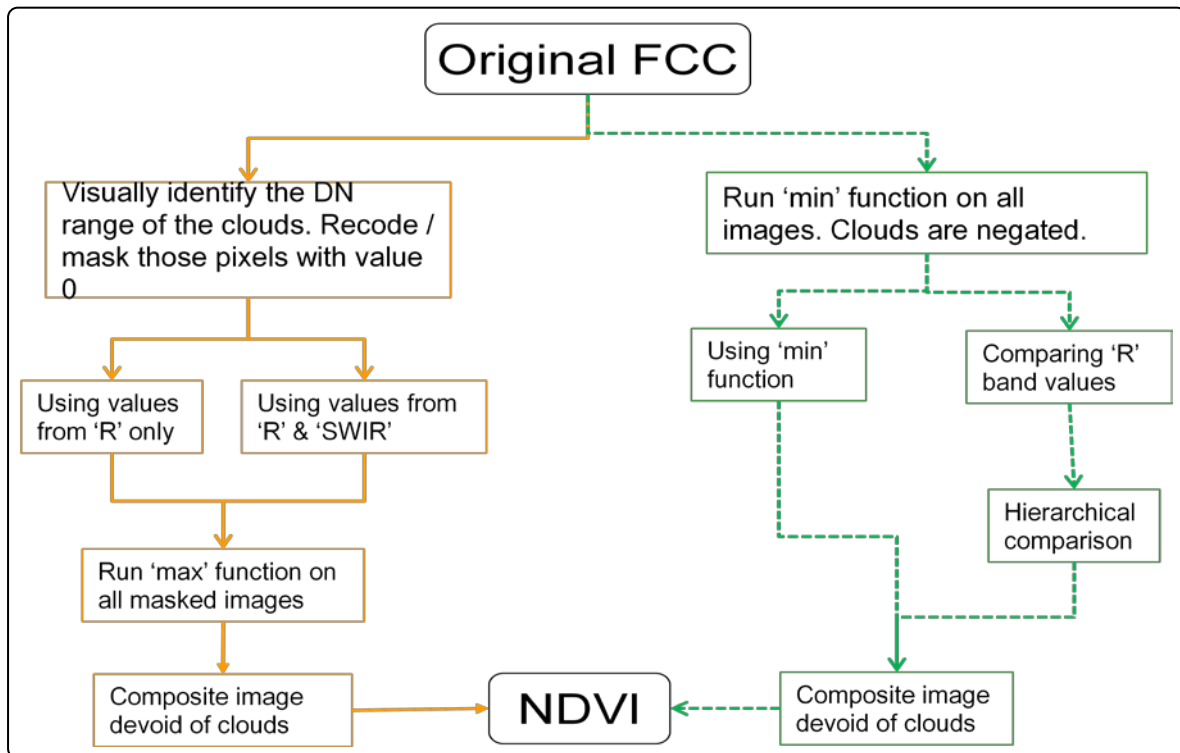 Original FCC
Visually identify the DN
range of the clouds. Recode /
mask those pixels with value
0
Run ‘min’ function on all
images. Clouds are negated.
Using values
from ‘R’ only
Using values from
‘R’ & ‘SWIR’
Using ‘min’
function
Comparing ‘R’
band values
Hierarchical
comparison
Run ‘max’ function on
all masked images
Composite image
devoid of clouds
NDVI
Composite image
devoid of clouds